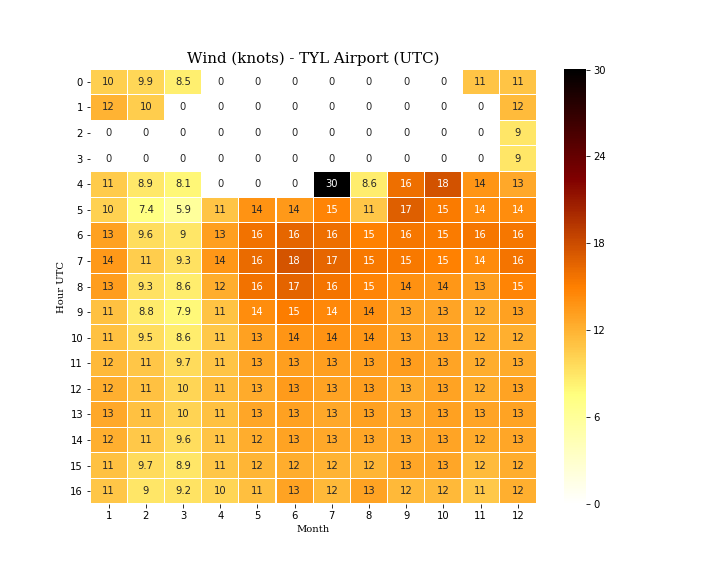 Wind (knots) - TYL Airport (UTC)
0 10 9.9 8.5 0 0 0 0 0 0 0 11 11
1 12 10 0 0 0 0 0 0 0 0 0 12
2 0 0 0 0 0 0 0 0 0 0 0 9
3 0 0 0 0 0 0 0 0 0 0 0 9
4 11 8.9 8.1 0 0 0 30 8.6 16 18 14 13
5 10 7.4 5.9 11 14 14 15 11 17 15 14 14
6 13 9.6 9 13 16 16 16 15 16 15 16 16
7 14 11 9.3 14 16 18 17 15 15 15 14 16
8 13 9.3 8.6 12 16 17 16 15 14 14 13 15
9 11 8.8 7.9 11 14 15 14 14 13 13 12 13
10 11 9.5 8.6 11 13 14 14 14 13 13 12 12
11 12 11 9.7 11 13 13 13 13 13 13 12 13
12 12 11 10 11 13 13 13 13 13 13 12 13
13 13 11 10 11 13 13 13 13 13 13 13 13
14 12 11 9.6 11 12 13 13 13 13 13 12 13
15 11 9.7 8.9 11 12 12 12 12 13 13 12 12
16 11 9 9.2 10 11 13 12 13 12 12 11 12
1 2 3 4 5 6 7 8 9 10 11 12
Month
Hour UTC
30
24
18
12
6
0